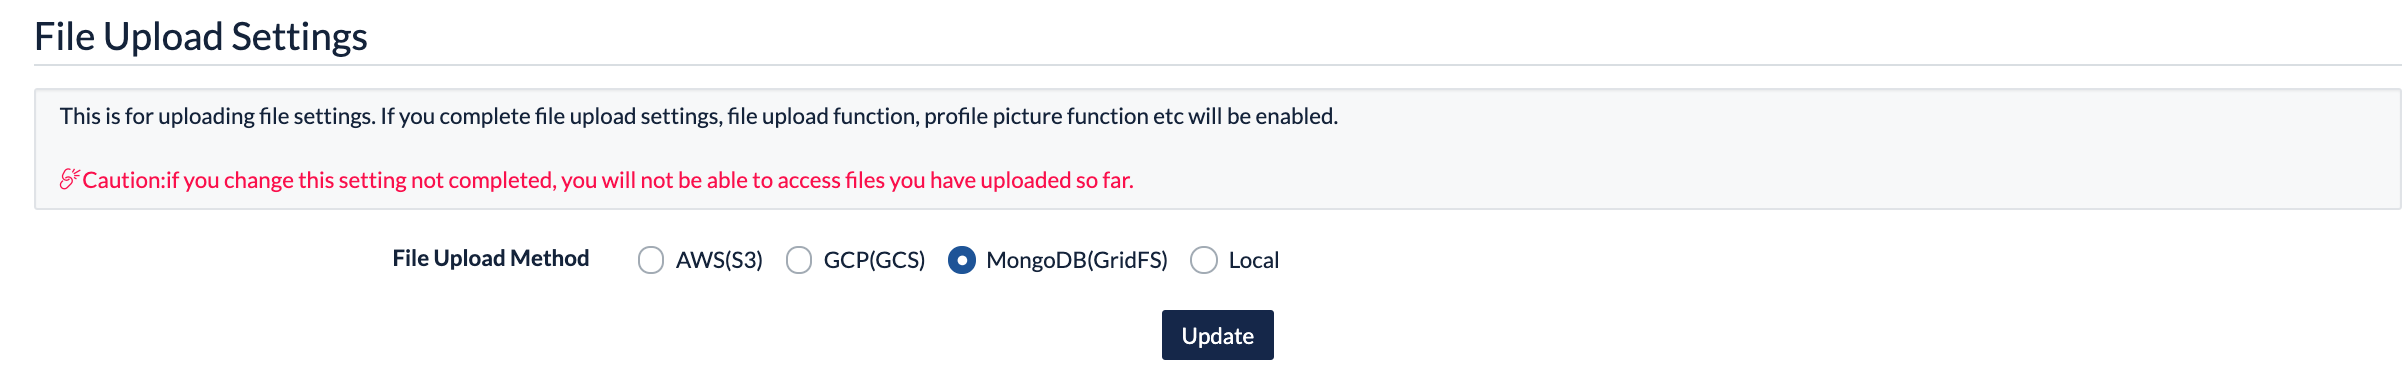 File Upload Settings
This is for uploading file settings. If you complete file upload settings, file upload function, profile picture function etc will be enabled.
Caution:if you change this setting not completed, you will not be able to access files you have uploaded so far.
File Upload Method AWS(S3) GCP(GCS) MongoDB(GridFS) Local
Update